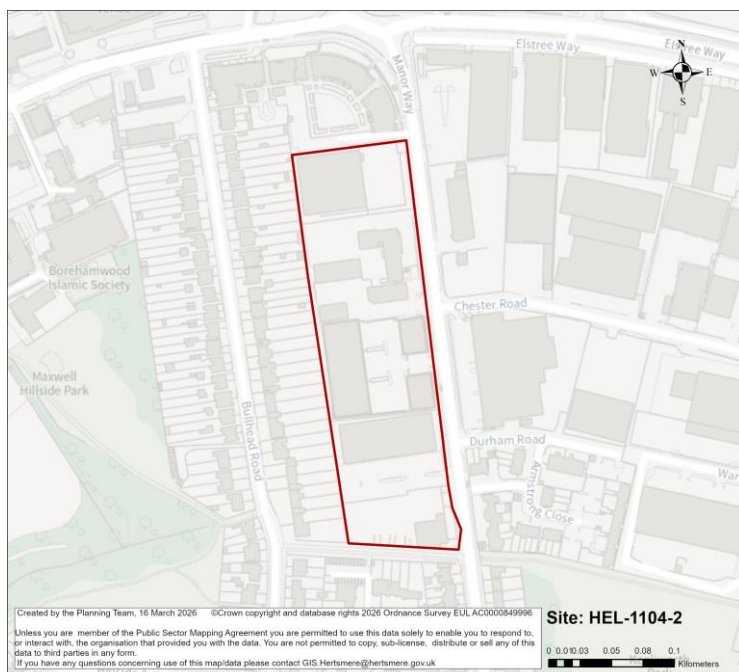 Elstree Way
Elstree Way
N
W E
S
Manor Way
Borehamwood
Islamic Society
Chester Road
Maxwell
Hillside Park
Bullhead Road
Durham Road
Armstrong Close
War
Created by the Planning Team, 16 March 2026 ©Crown copyright and database rights 2026 Ordnance Survey EUL AC0000849996
Unless you are member of the Public Sector Mapping Agreement you are permitted to use this data solely to enable you to respond to,
or interact with, the organisation that provided you with the data. You are not permitted to copy, sub-license, distribute or sell any of this
data to third parties in any form.
If you have any questions concerning use of this map/data please contact GIS.Hertsmere@hertsmere.gov.uk
Site: HEL-1104-2
0 0.01 0.03 0.05 0.08 0.1
Kilometers